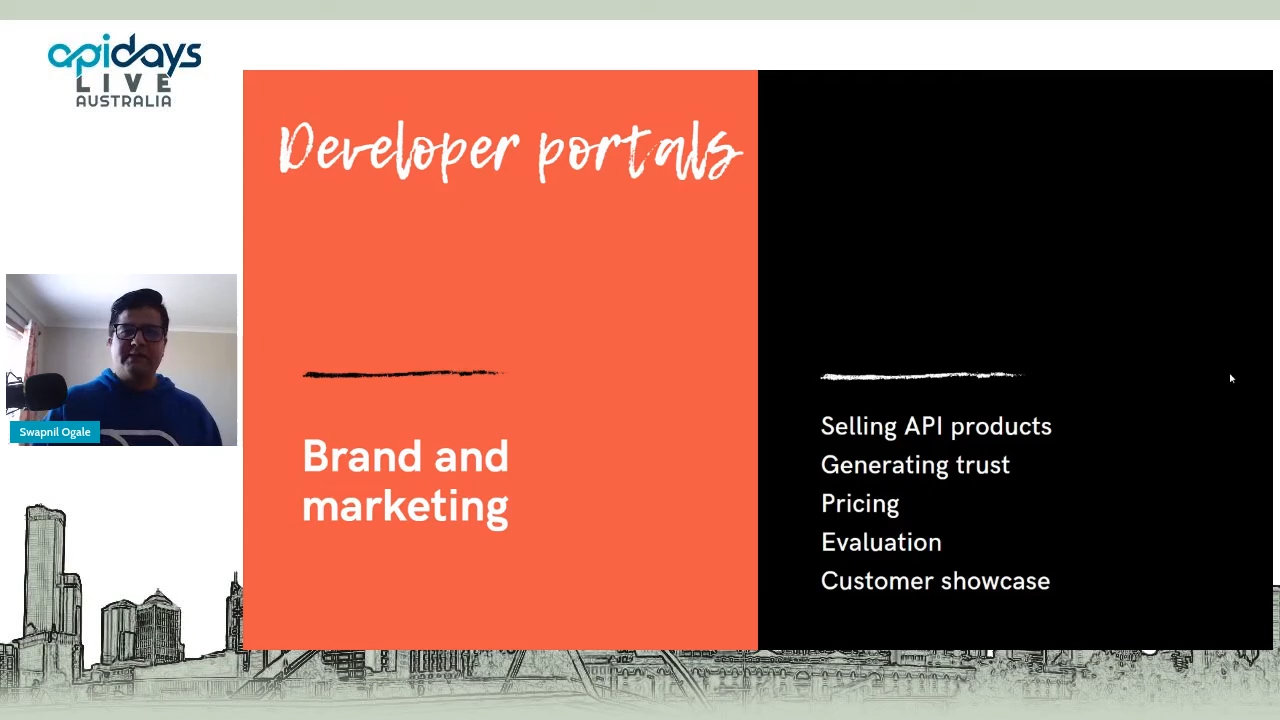 apidays
LIVE
AUSTRALIA
Developer portals
Brand and
marketing
Selling API products
Generating trust
Pricing
Evaluation
Customer showcase
Swapnil Ogale